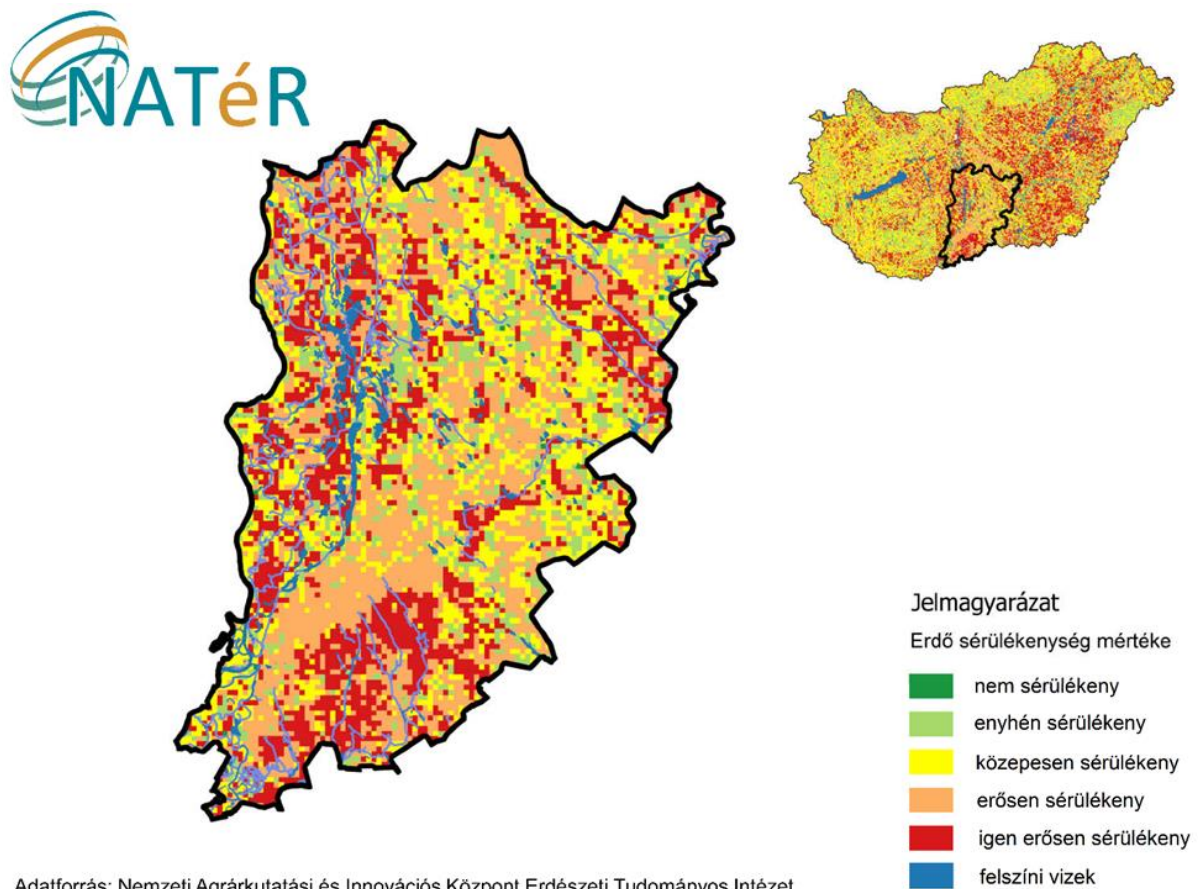 NATéR
Jelmagyarázat
Erdő sérülékenység mértéke
nem sérülékeny
enyhén sérülékeny
közepesen sérülékeny
erősen sérülékeny
igen erősen sérülékeny
felszíni vizek
Adatforrás: Nemzeti Agrárkutatási és Innovációs Központ Erdészeti Tudományos Intézet